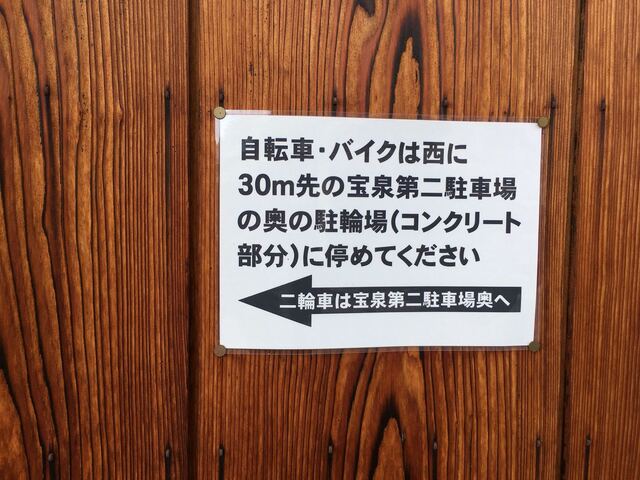 自転車・バイクは西に
30m先の宝泉第二駐車場
の奥の駐輪場(コンクリート
部分)に停めてください
二輪車は宝泉第二駐車場奥へ